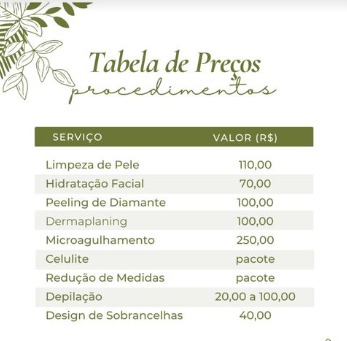 Tabela de Preços
procedimentos
SERVIÇO VALOR (R$)
Limpeza de Pele 110,00
Hidratação Facial 70,00
Peeling de Diamante 100,00
Dermaplaning 100,00
Microagulhamento 250,00
Celulite pacote
Redução de Medidas pacote
Depilação 20,00 a 100,00
Design de Sobrancelhas 40,00